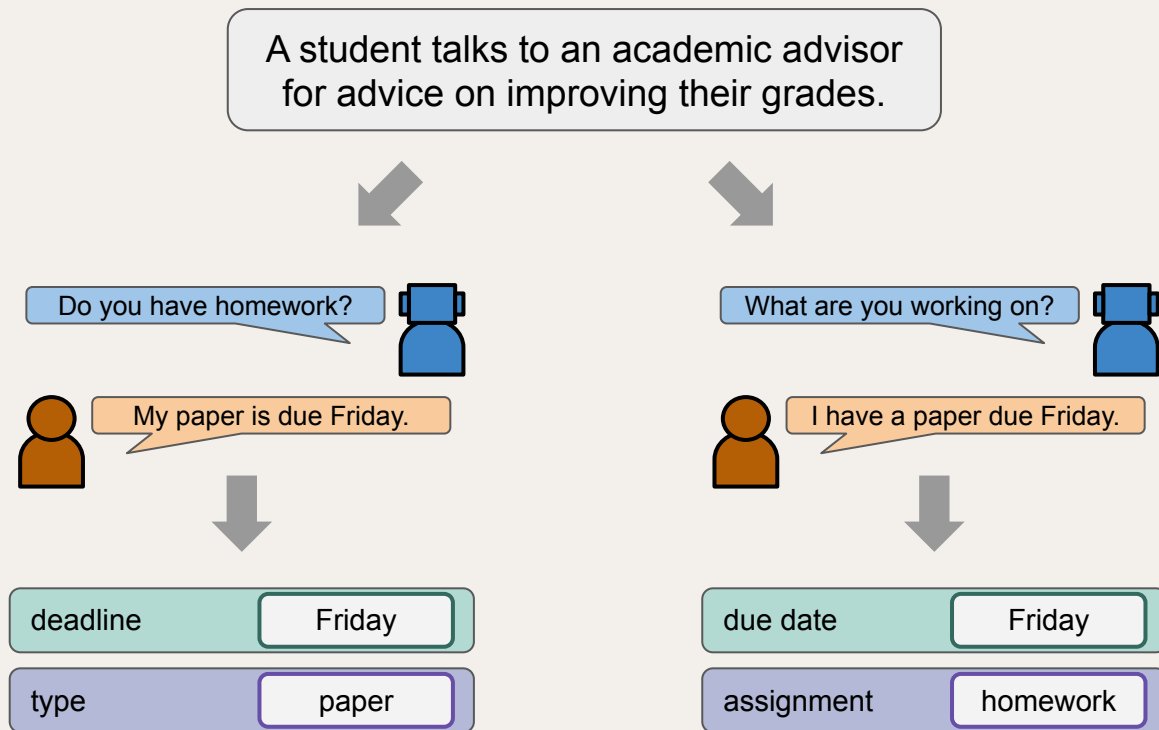 A student talks to an academic advisor
for advice on improving their grades.
Do you have homework?
My paper is due Friday.
deadline Friday
type paper
What are you working on?
I have a paper due Friday.
due date Friday
assignment homework